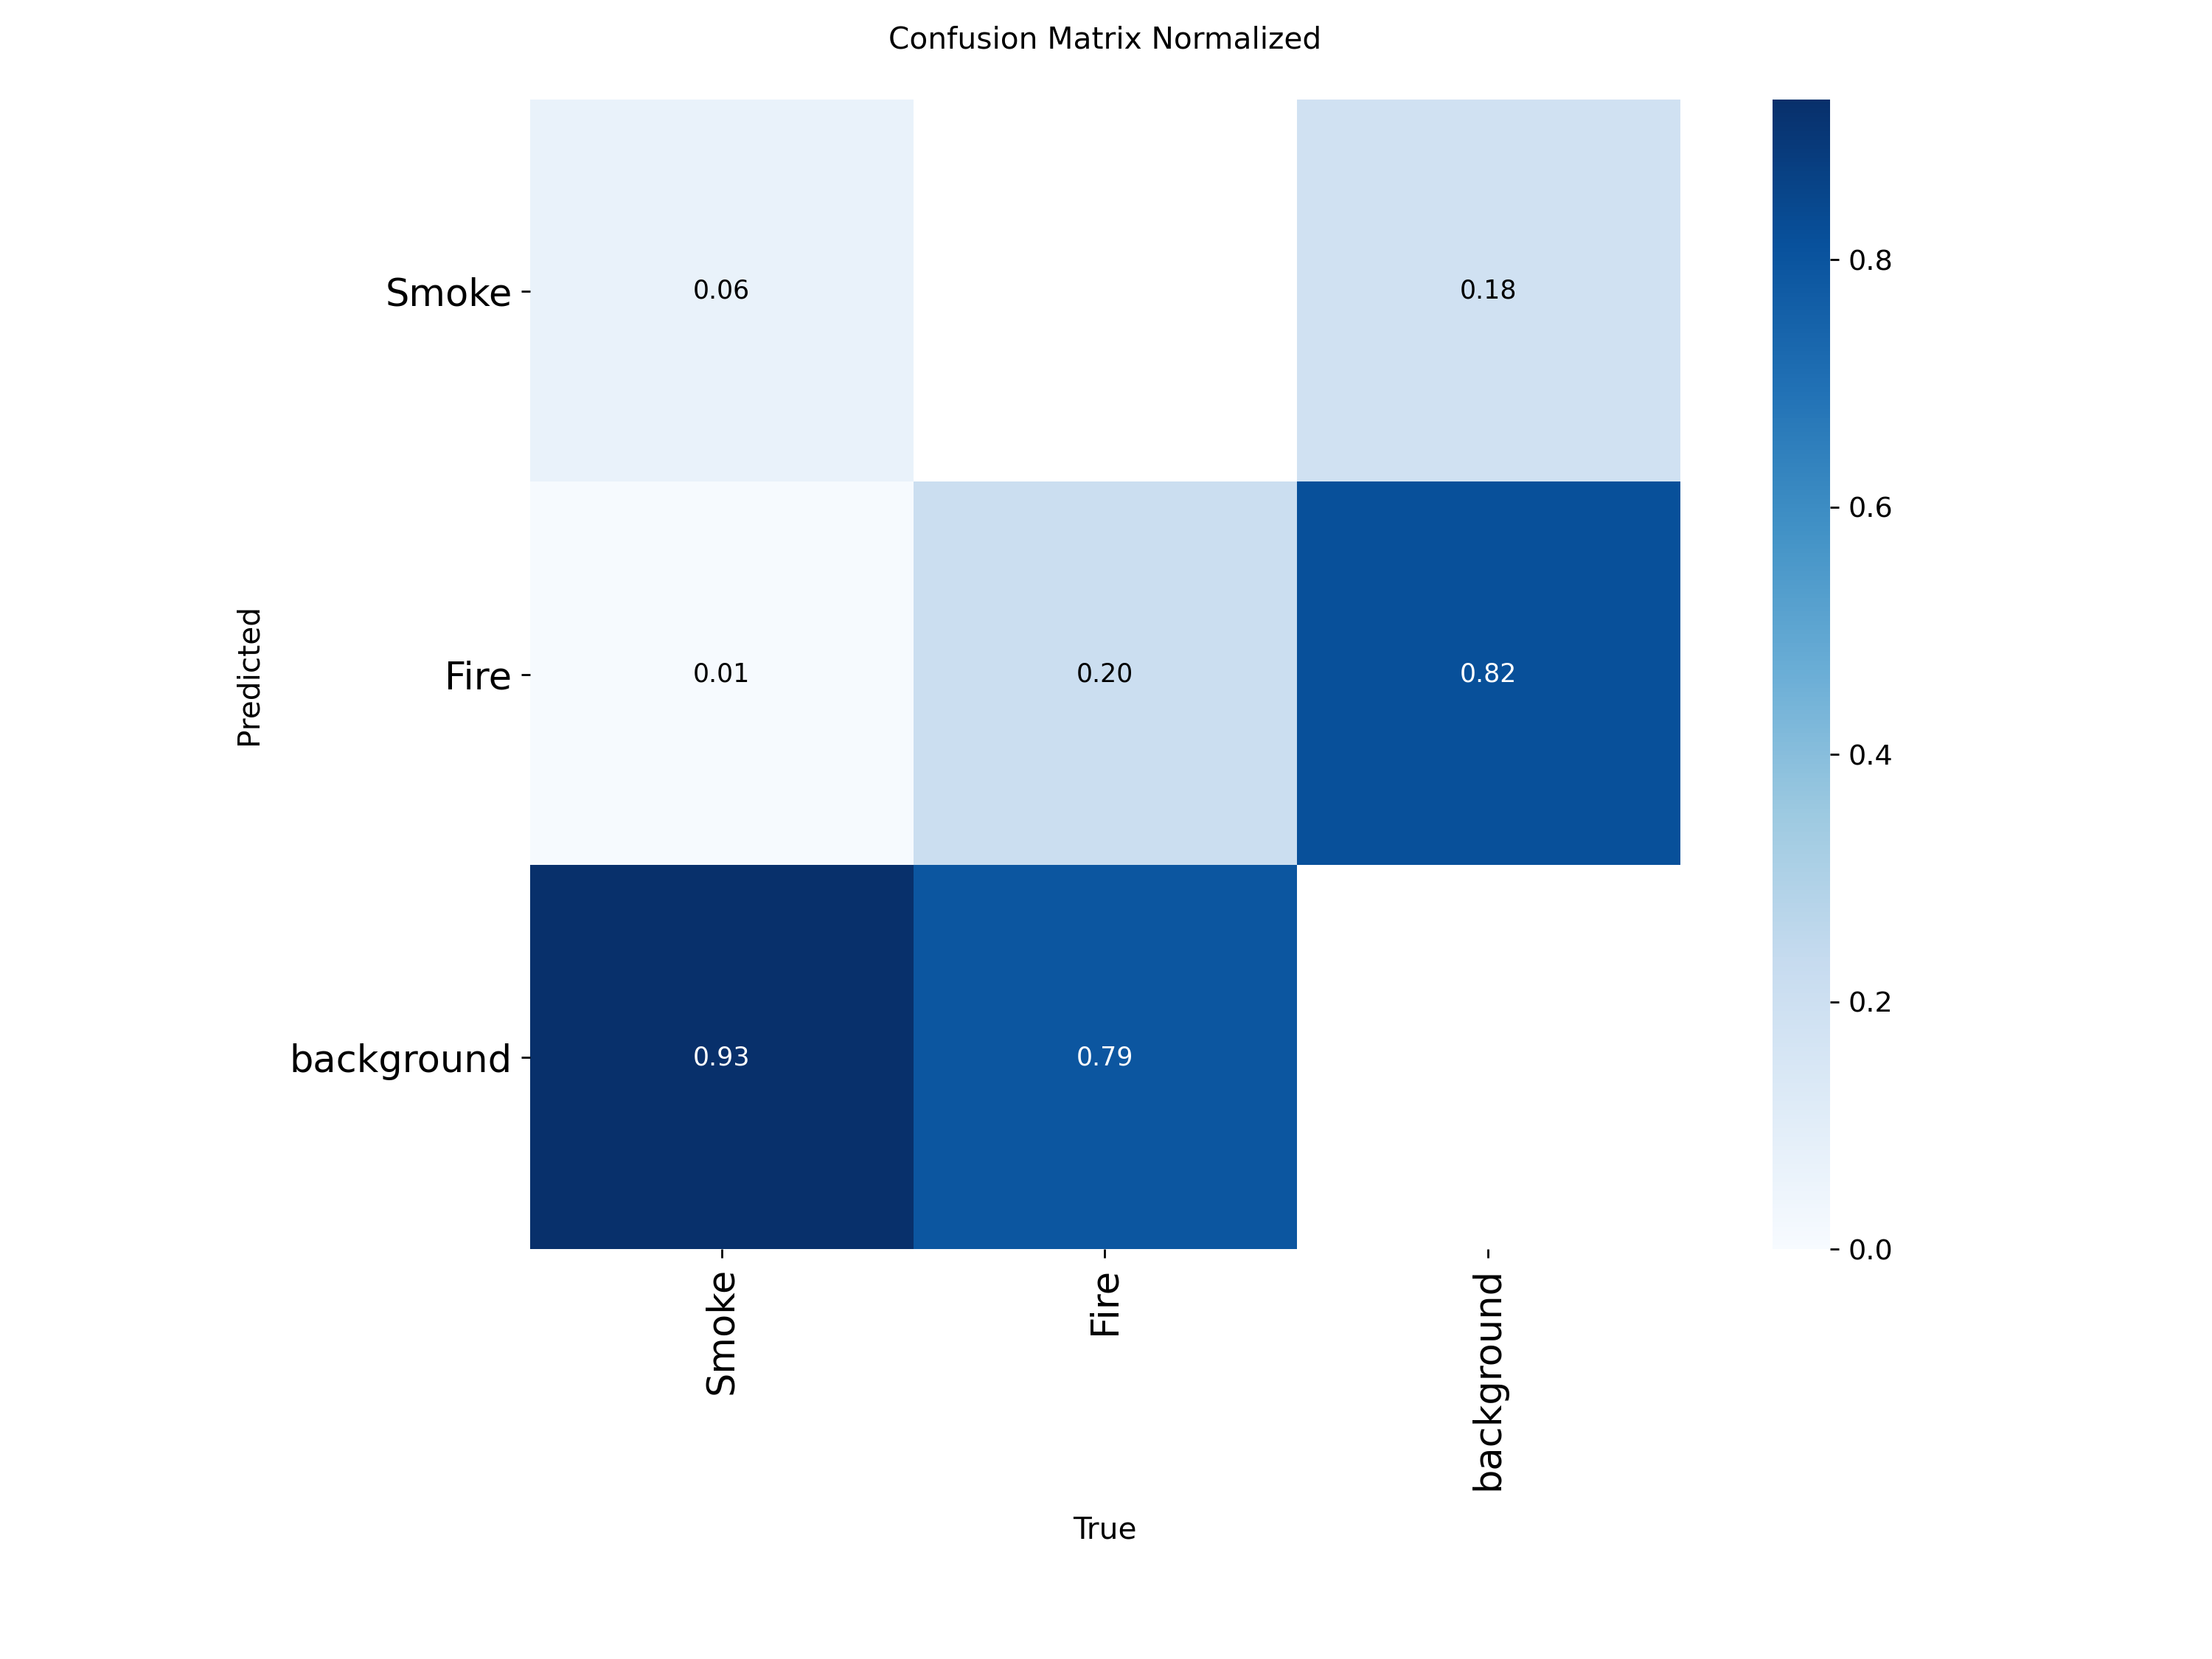 Confusion Matrix Normalized
Smoke
0.06
0.18
Fire
0.01
0.20
0.82
background
0.93
0.79
Predicted
Smoke
Fire
background
True
0.8
0.6
0.4
0.2
0.0